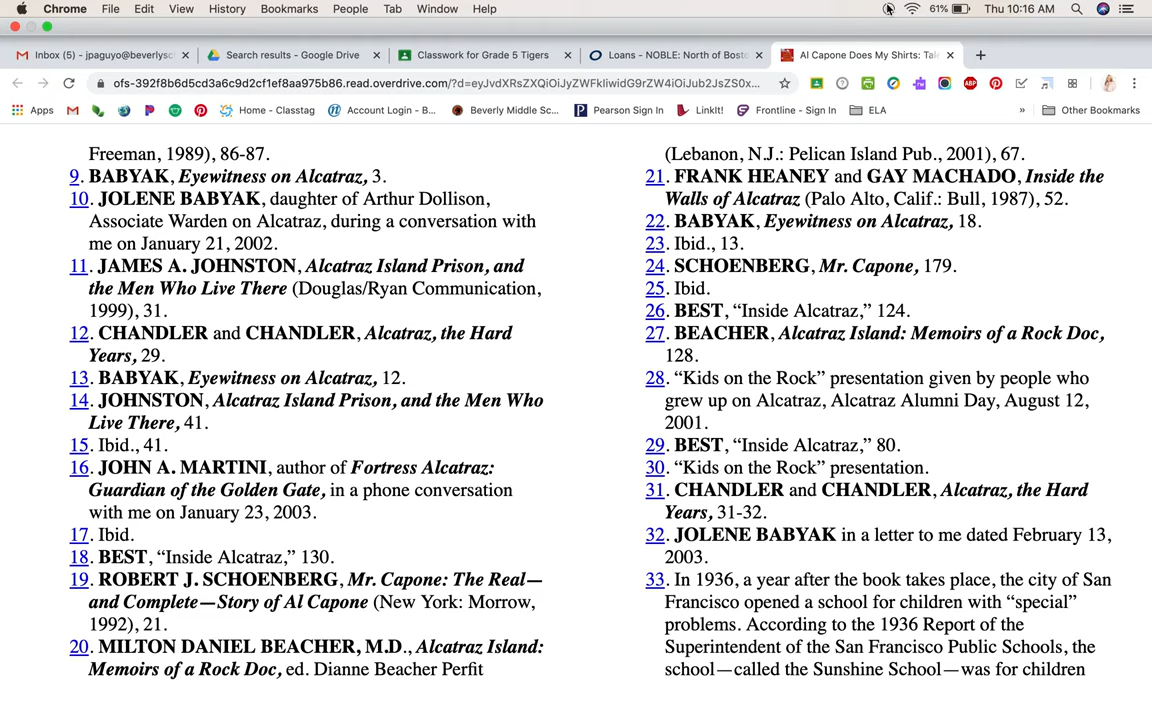 Chrome File Edit View History Bookmarks People Tab Window Help 61% Thu 10:16 AM
Inbox (5) - jpaguyo@beverlysc
Search results - Google Drive
Classwork for Grade 5 Tigers
Loans - NOBLE: North of Bosto
Al Capone Does My Shirts: Tale
ofs-392f8b6d5cd3a6c9d2cf1ef8aa975b86.read.overdrive.com/?d=eyJvdXRsZXQiOiJyZWFkIiwidG9rZW4iOiJub2JsZS0x...
Apps Home - Classtag Account Login - B... Beverly Middle Sc... Pearson Sign In LinkIt! Frontline - Sign In ELA » Other Bookmarks
Freeman, 1989), 86-87.
9. BABYAK, Eyewitness on Alcatraz, 3.
10. JOLENE BABYAK, daughter of Arthur Dollison,
Associate Warden on Alcatraz, during a conversation with
me on January 21, 2002.
11. JAMES A. JOHNSTON, Alcatraz Island Prison, and
the Men Who Live There (Douglas/Ryan Communication,
1999), 31.
12. CHANDLER and CHANDLER, Alcatraz, the Hard
Years, 29.
13. BABYAK, Eyewitness on Alcatraz, 12.
14. JOHNSTON, Alcatraz Island Prison, and the Men Who
Live There, 41.
15. Ibid., 41.
16. JOHN A. MARTINI, author of Fortress Alcatraz:
Guardian of the Golden Gate, in a phone conversation
with me on January 23, 2003.
17. Ibid.
18. BEST, “Inside Alcatraz,” 130.
19. ROBERT J. SCHOENBERG, Mr. Capone: The Real—
and Complete—Story of Al Capone (New York: Morrow,
1992), 21.
20. MILTON DANIEL BEACHER, M.D., Alcatraz Island:
Memoirs of a Rock Doc, ed. Dianne Beacher Perfit
(Lebanon, N.J.: Pelican Island Pub., 2001), 67.
21. FRANK HEANEY and GAY MACHADO, Inside the
Walls of Alcatraz (Palo Alto, Calif.: Bull, 1987), 52.
22. BABYAK, Eyewitness on Alcatraz, 18.
23. Ibid., 13.
24. SCHOENBERG, Mr. Capone, 179.
25. Ibid.
26. BEST, “Inside Alcatraz,” 124.
27. BEACHER, Alcatraz Island: Memoirs of a Rock Doc,
128.
28. “Kids on the Rock” presentation given by people who
grew up on Alcatraz, Alcatraz Alumni Day, August 12,
2001.
29. BEST, “Inside Alcatraz,” 80.
30. “Kids on the Rock” presentation.
31. CHANDLER and CHANDLER, Alcatraz, the Hard
Years, 31-32.
32. JOLENE BABYAK in a letter to me dated February 13,
2003.
33. In 1936, a year after the book takes place, the city of San
Francisco opened a school for children with “special”
problems. According to the 1936 Report of the
Superintendent of the San Francisco Public Schools, the
school—called the Sunshine School—was for children